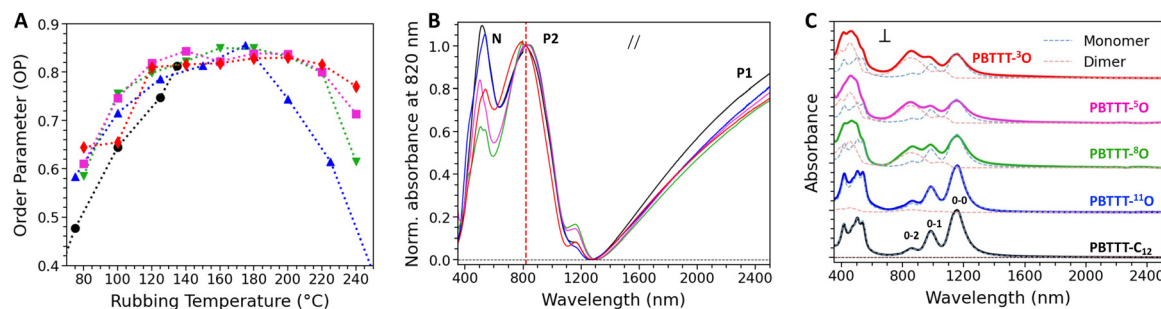 A
0.9
0.8
0.7
0.6
0.5
0.4
Order Parameter (OP)
80 100 120 140 160 180 200 220 240
Rubbing Temperature (°C)
B
N
P2
//
P1
1.0
0.8
0.6
0.4
0.2
0.0
Norm. absorbance at 820 nm
400 800 1200 1600 2000 2400
Wavelength (nm)
C
⊥
Monomer
Dimer
PBTTT-³O
PBTTT-⁵O
PBTTT-⁸O
PBTTT-¹¹O
PBTTT-C₁₂
0-0
0-1
0-2
Absorbance
400 800 1200 1600 2000 2400
Wavelength (nm)